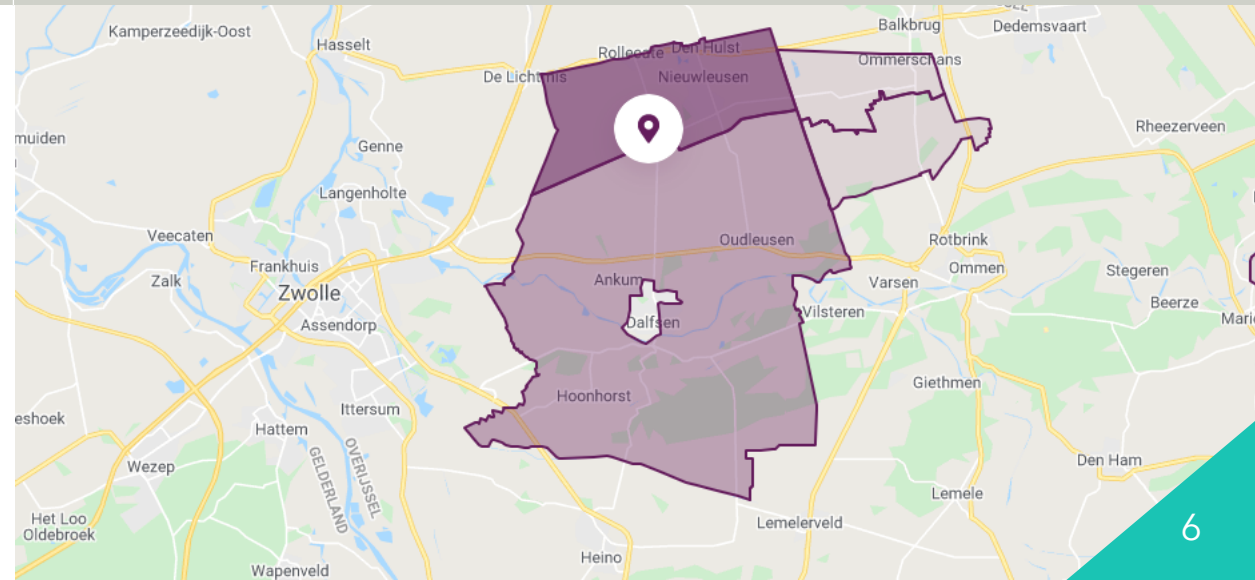 Kamperzeedijk-Oost
Hasselt
De Lichtmis
Rollecate
Den Hulst
Nieuwleusen
Balkbrug
Dedemsvaart
Ommerschans
Rheezerveen
muiden
Genne
Langenholte
Veecaten
Frankhuis
Zalk
Zwolle
Assendorp
Oudleusen
Ankum
Dalfsen
Rotbrink
Ommen
Varsen
Vilsteren
Stegeren
Beerze
Mari
Hoonhorst
Giethmen
eshoek
Ittersum
Hattem
OVERIJSSEL
GELDERLAND
Wezep
Den Ham
Lemele
Lemelerveld
Het Loo
Oldebroek
Heino
Wapenveld
6